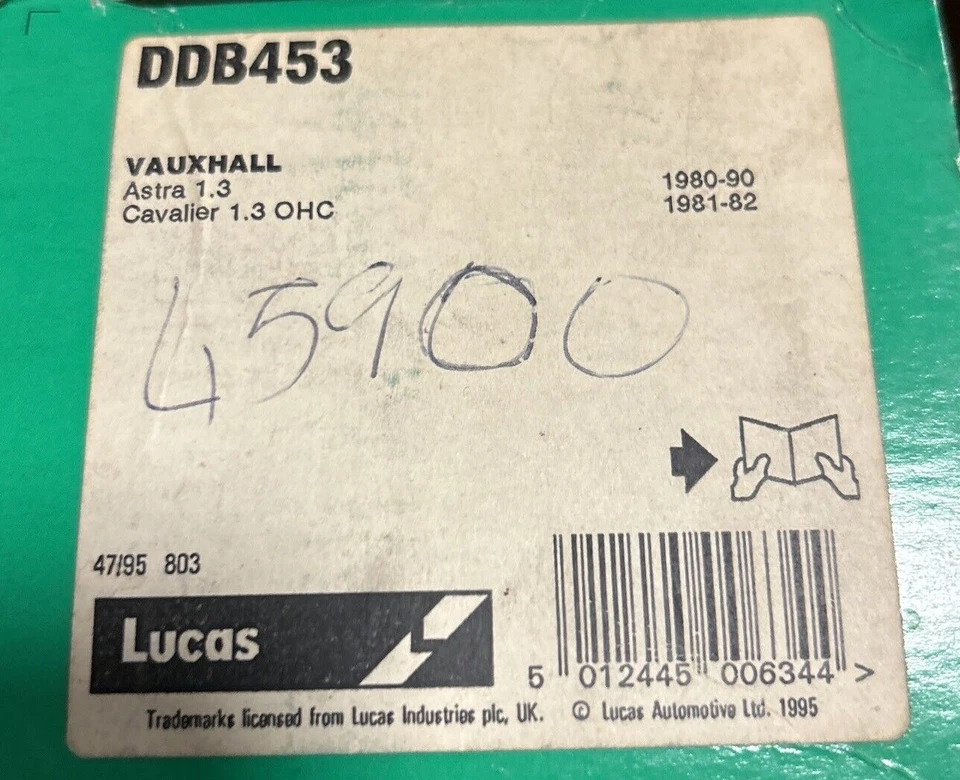 DDB453
VAUXHALL
Astra 1.3 1980-90
Cavalier 1.3 OHC 1981-82
45900
47/95 803
Lucas
5 012445 006344 >
Trademarks licensed from Lucas Industries plc, UK. © Lucas Automotive Ltd. 1995